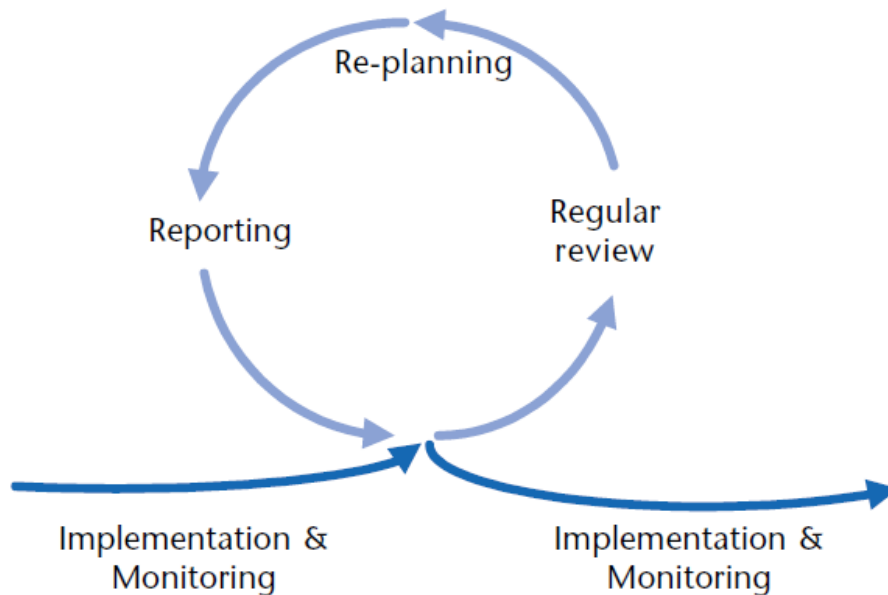 Re-planning
Reporting
Regular
review
Implementation &
Monitoring
Implementation &
Monitoring